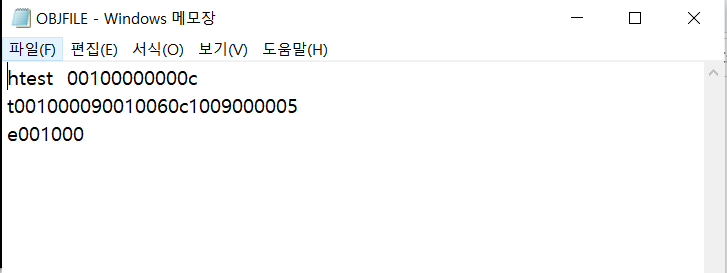 OBJFILE - Windows 메모장
파일(F) 편집(E) 서식(O) 보기(V) 도움말(H)
htest  00100000000c
t001000090010060c1009000005
e001000